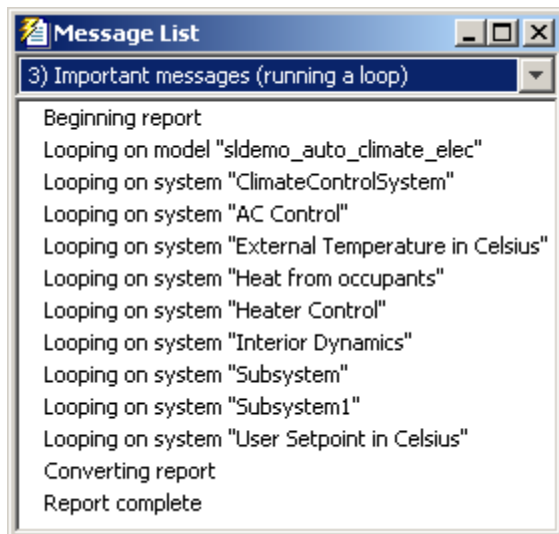 Message List
3) Important messages (running a loop)
Beginning report
Looping on model "sldemo_auto_climate_elec"
Looping on system "ClimateControlSystem"
Looping on system "AC Control"
Looping on system "External Temperature in Celsius"
Looping on system "Heat from occupants"
Looping on system "Heater Control"
Looping on system "Interior Dynamics"
Looping on system "Subsystem"
Looping on system "Subsystem1"
Looping on system "User Setpoint in Celsius"
Converting report
Report complete